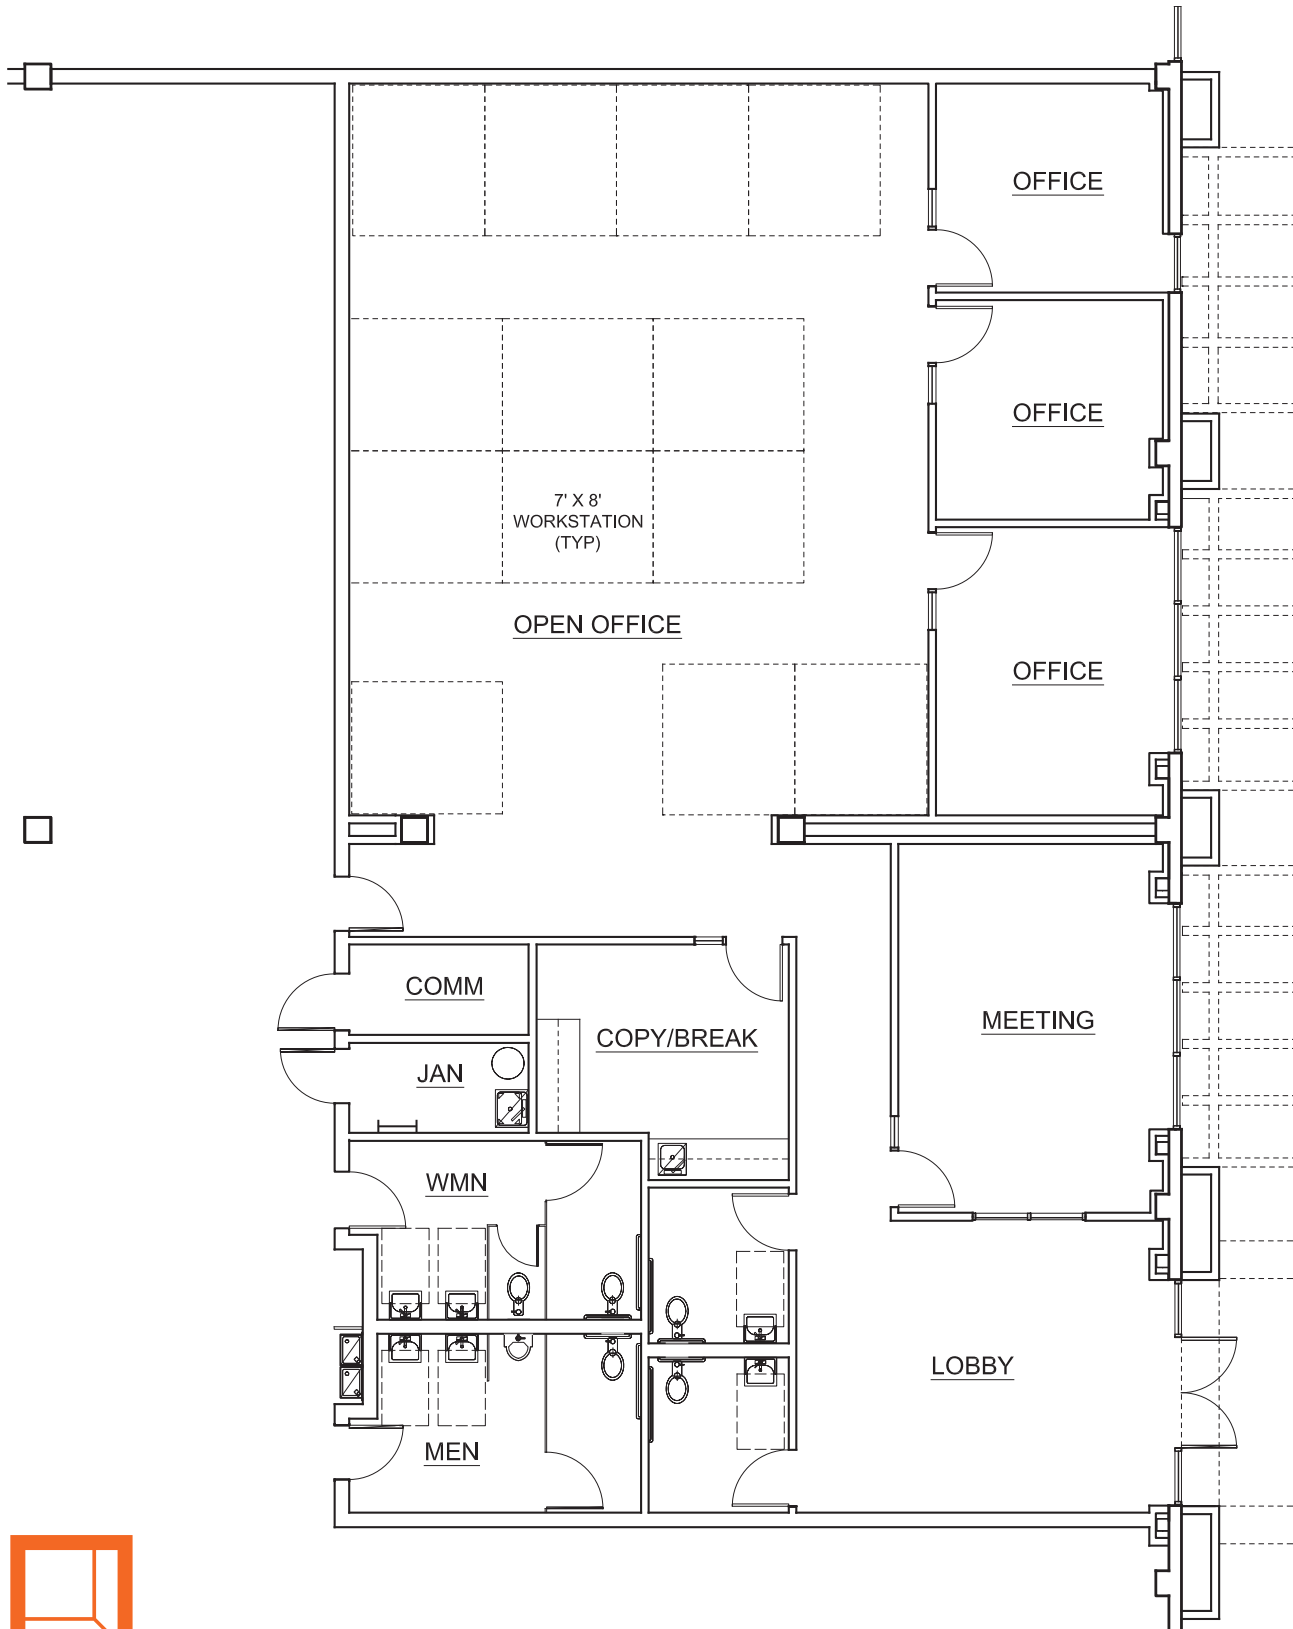 OFFICE
OFFICE
7' X 8'
WORKSTATION
(TYP)
OPEN OFFICE
OFFICE
COMM
MEETING
COPY/BREAK
JAN
WMN
LOBBY
MEN